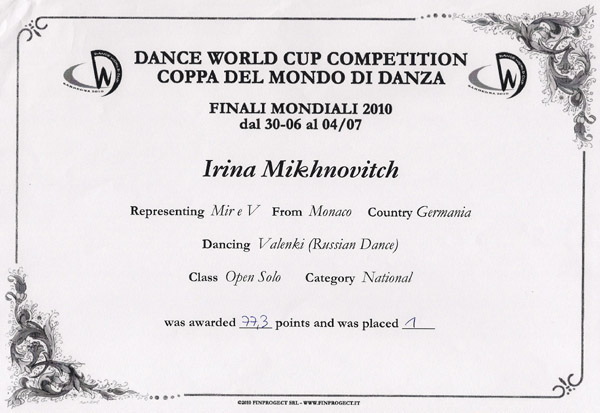 DANCE WORLD CUP COMPETITION
COPPA DEL MONDO DI DANZA
FINALI MONDIALI 2010
dal 30-06 al 04/07
Irina Mikhnovitch
Representing Mir e V From Monaco Country Germania
Dancing Valenki (Russian Dance)
Class Open Solo Category National
was awarded 77,3 points and was placed 1
©2010 FINPROGECT SRL - WWW.FINPROGECT.IT